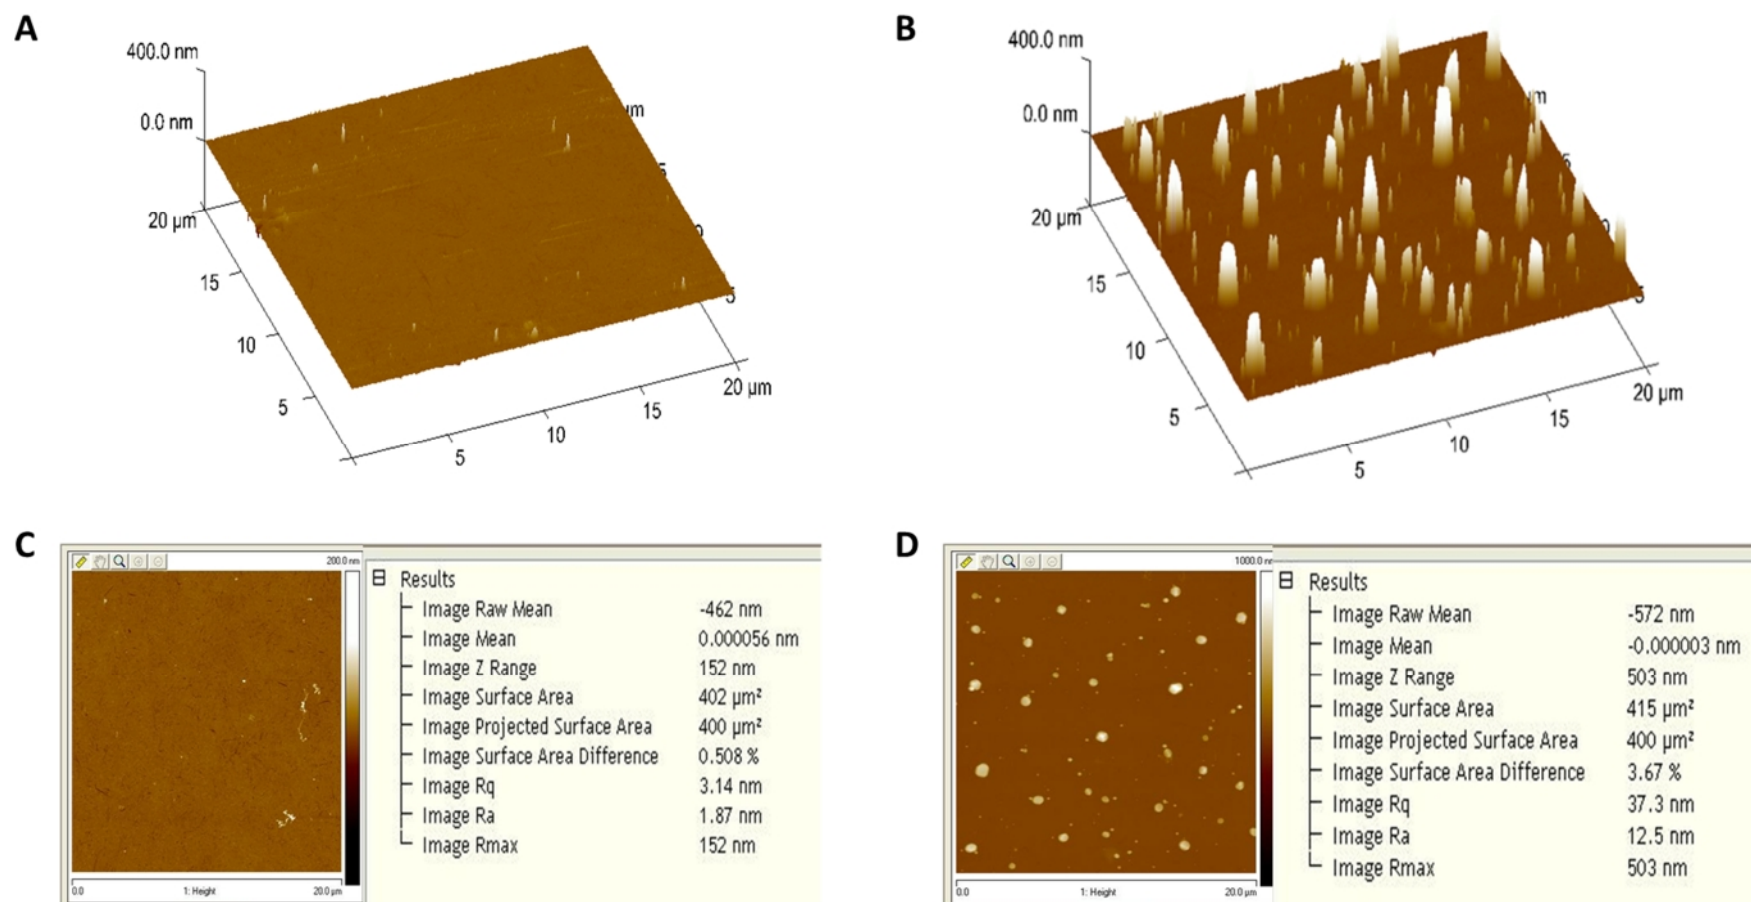 A
400.0 nm
0.0 nm
20 µm
15
10
5
5
10
15
20 µm
µm
5
B
400.0 nm
0.0 nm
20 µm
15
10
5
5
10
15
20 µm
5
C
200.0 nm
0.0
1: Height
20.0 µm
Results
Image Raw Mean -462 nm
Image Mean 0.000056 nm
Image Z Range 152 nm
Image Surface Area 402 µm²
Image Projected Surface Area 400 µm²
Image Surface Area Difference 0.508 %
Image Rq 3.14 nm
Image Ra 1.87 nm
Image Rmax 152 nm
D
1000.0 nm
0.0
1: Height
20.0 µm
Results
Image Raw Mean -572 nm
Image Mean -0.000003 nm
Image Z Range 503 nm
Image Surface Area 415 µm²
Image Projected Surface Area 400 µm²
Image Surface Area Difference 3.67 %
Image Rq 37.3 nm
Image Ra 12.5 nm
Image Rmax 503 nm